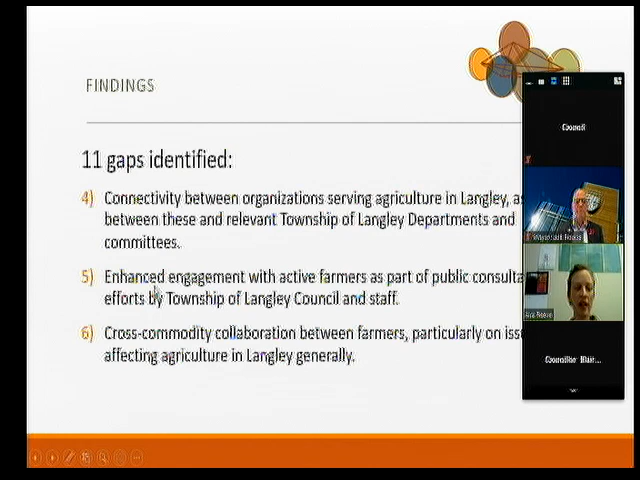 FINDINGS
11 gaps identified:
4) Connectivity between organizations serving agriculture in Langley, as
between these and relevant Township of Langley Departments and
committees.
5) Enhanced engagement with active farmers as part of public consulta
efforts by Township of Langley Council and staff.
6) Cross-commodity collaboration between farmers, particularly on iss
affecting agriculture in Langley generally.
Council
Councillor